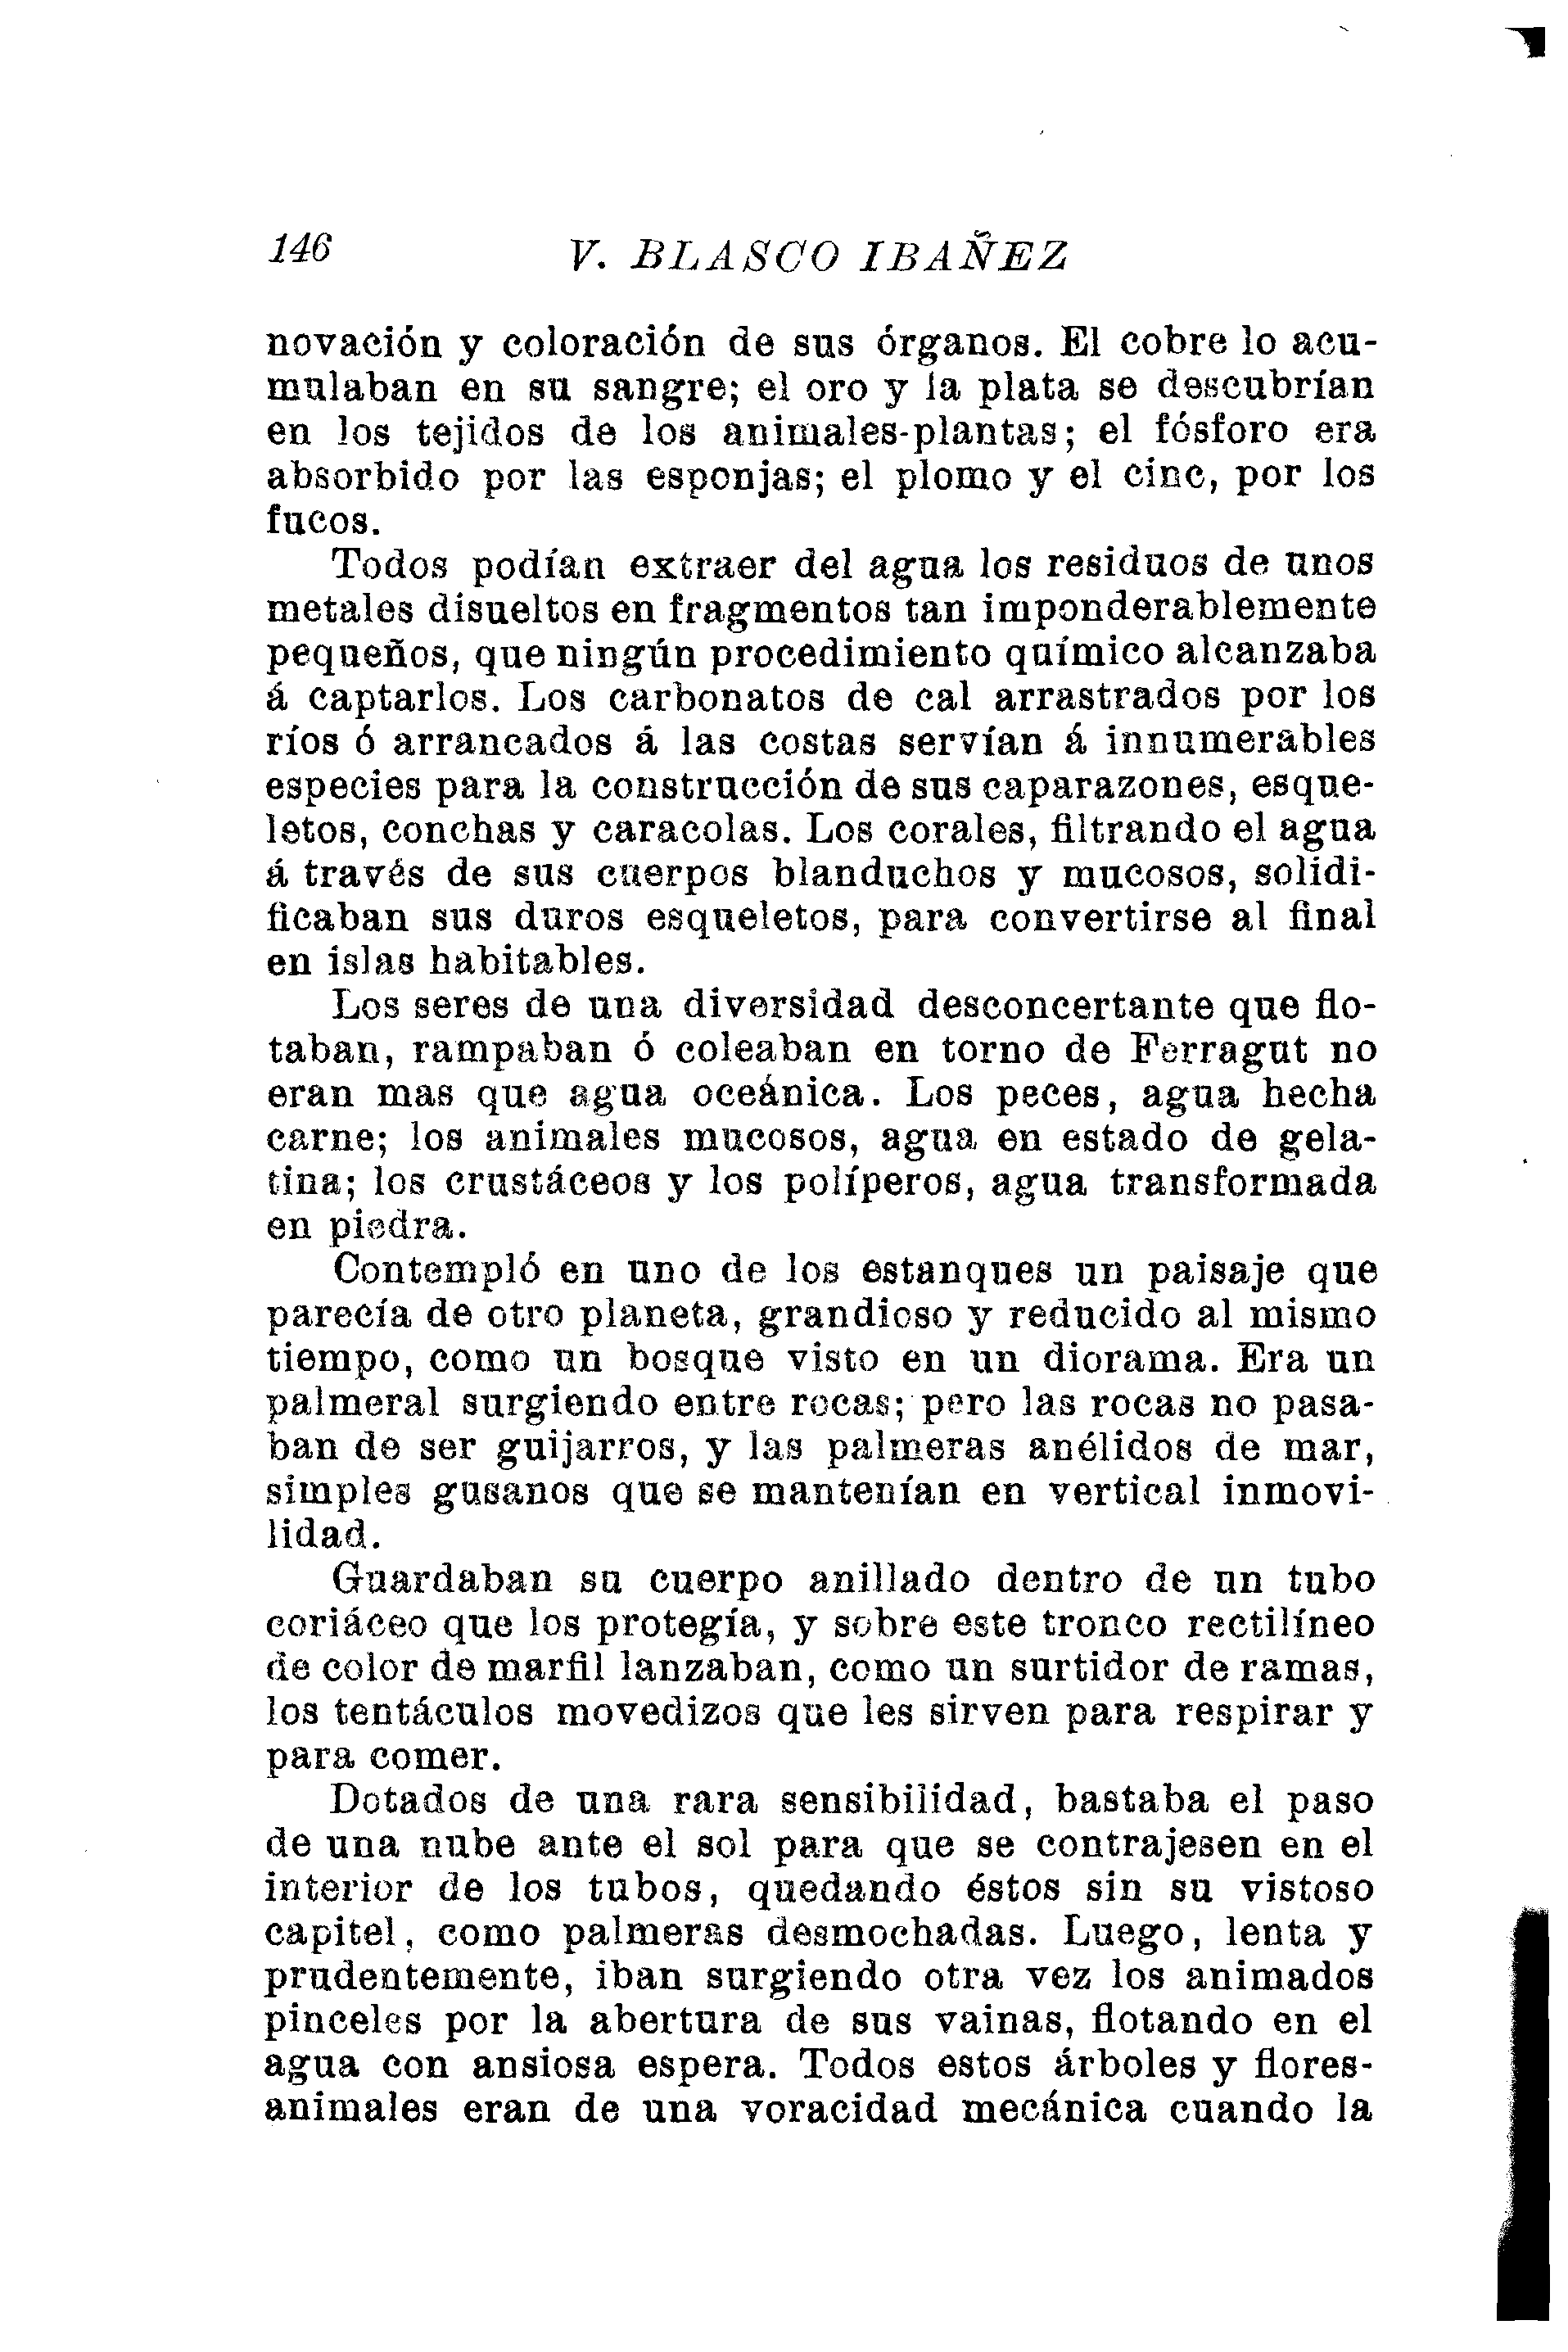 146
V. BLASCO IBAÑEZ
novación y coloración de sus órganos. El cobre lo acu-
mulaban en su sangre; el oro y la plata se descubrían
en los tejidos de los animales-plantas; el fósforo era
absorbido por las esponjas; el plomo y el cinc, por los
fucos.
Todos podían extraer del agua los residuos de unos
metales disueltos en fragmentos tan imponderablemente
pequeños, que ningún procedimiento químico alcanzaba
á captarlos. Los carbonatos de cal arrastrados por los
ríos ó arrancados á las costas servían á innumerables
especies para la construcción de sus caparazones, esque-
letos, conchas y caracolas. Los corales, filtrando el agua
á través de sus cuerpos blanduchos y mucosos, solidi-
ficaban sus duros esqueletos, para convertirse al final
en islas habitables.
Los seres de una diversidad desconcertante que flo-
taban, rampaban ó coleaban en torno de Ferragut no
eran mas que agua oceánica. Los peces, agua hecha
carne; los animales mucosos, agua en estado de gela-
tina; los crustáceos y los políperos, agua transformada
en piedra.
Contempló en uno de los estanques un paisaje que
parecía de otro planeta, grandioso y reducido al mismo
tiempo, como un bosque visto en un diorama. Era un
palmeral surgiendo entre rocas; pero las rocas no pasa-
ban de ser guijarros, y las palmeras anélidos de mar,
simples gusanos que se mantenían en vertical inmovi-
lidad.
Guardaban su cuerpo anillado dentro de un tubo
coriáceo que los protegía, y sobre este tronco rectilíneo
de color de marfil lanzaban, como un surtidor de ramas,
los tentáculos movedizos que les sirven para respirar y
para comer.
Dotados de una rara sensibilidad, bastaba el paso
de una nube ante el sol para que se contrajesen en el
interior de los tubos, quedando éstos sin su vistoso
capitel, como palmeras desmochadas. Luego, lenta y
prudentemente, iban surgiendo otra vez los animados
pinceles por la abertura de sus vainas, flotando en el
agua con ansiosa espera. Todos estos árboles y flores-
animales eran de una voracidad mecánica cuando la